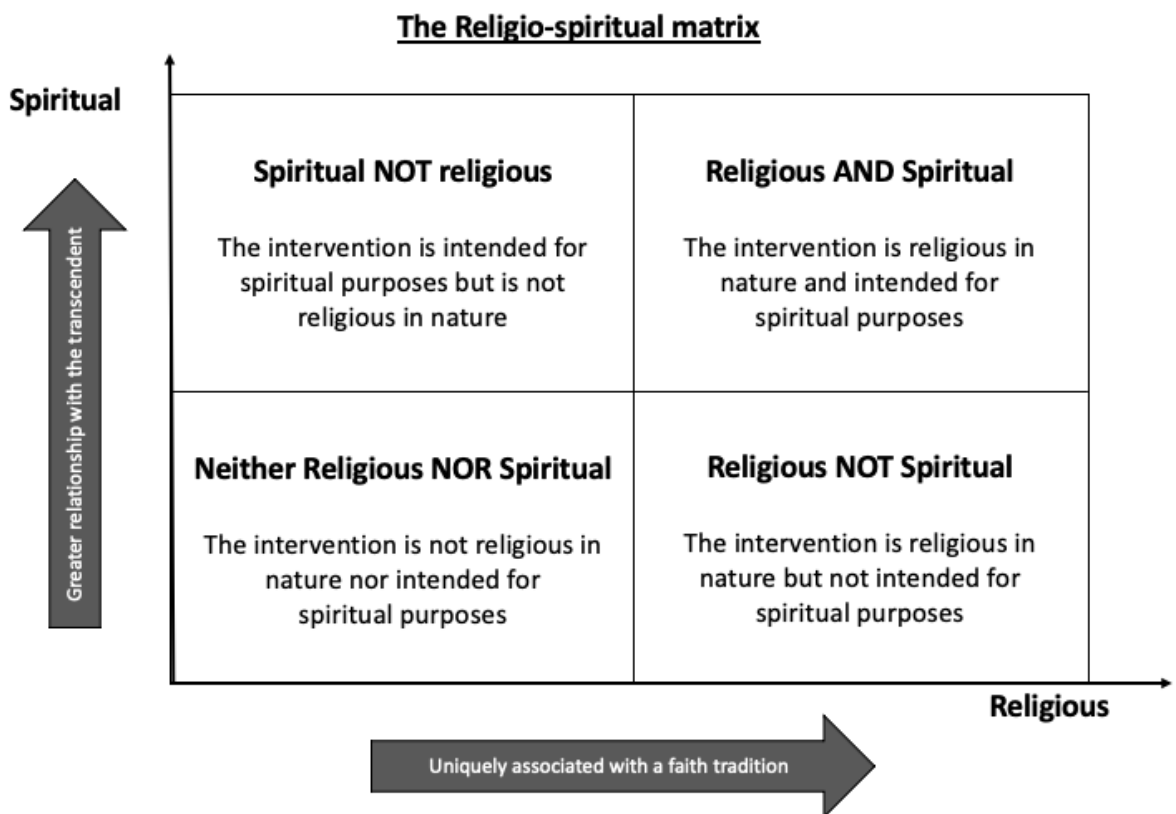 The Religio-spiritual matrix
Spiritual
Greater relationship with the transcendent
Spiritual NOT religious
The intervention is intended for
spiritual purposes but is not
religious in nature
Religious AND Spiritual
The intervention is religious in
nature and intended for
spiritual purposes
Neither Religious NOR Spiritual
The intervention is not religious in
nature nor intended for
spiritual purposes
Religious NOT Spiritual
The intervention is religious in
nature but not intended for
spiritual purposes
Religious
Uniquely associated with a faith tradition